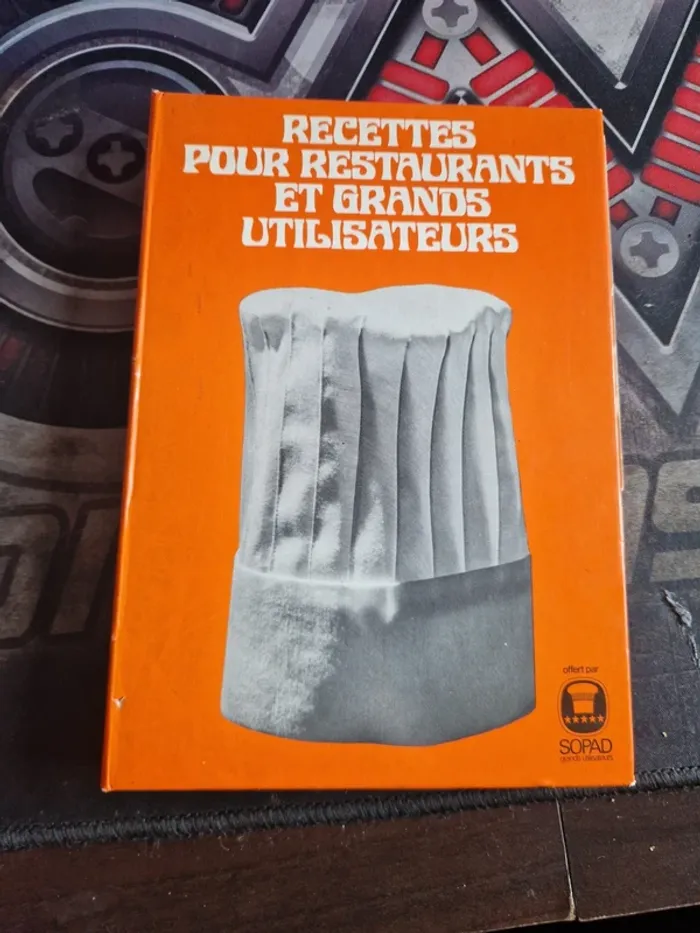 RECETTES
POUR RESTAURANTS
ET GRANDS
UTILISATEURS
offert par
SOPAD
grands utilisateurs